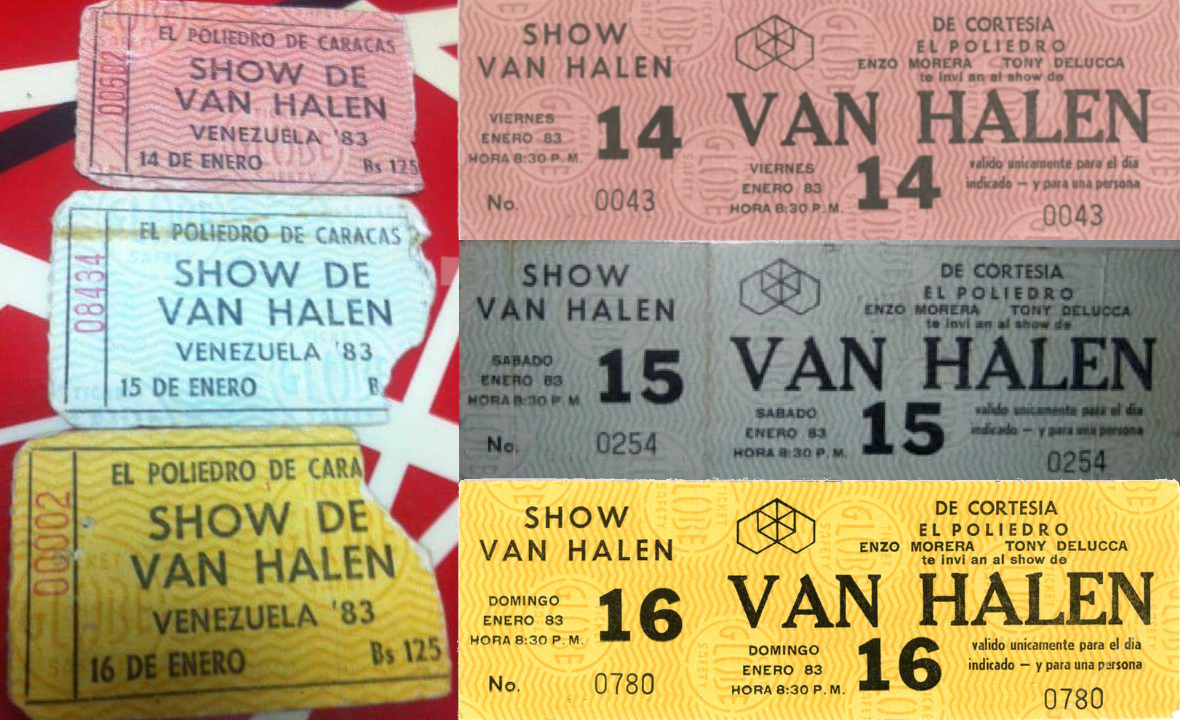 EL POLIEDRO DE CARACAS
SHOW DE
VAN HALEN
VENEZUELA '83
14 DE ENERO
Bs 125
EL POLIEDRO DE CARACAS
08434
SHOW DE
VAN HALEN
VENEZUELA '83
15 DE ENERO
B
EL POLIEDRO DE CARA
00002
SHOW DE
VAN HALEN
VENEZUELA '83
16 DE ENERO
Bs 125
SHOW
VAN HALEN
VIERNES
ENERO 83
HORA 8:30 P.M.
14
No. 0043
DE CORTESIA
EL POLIEDRO
ENZO MORERA TONY DELUCCA
te invi an al show de
VAN HALEN
VIERNES
ENERO 83
HORA 8:30 P.M.
14
valido unicamente para el dia
indicado — y para una persona
0043
SHOW
VAN HALEN
SABADO
ENERO 83
HORA 8:30 P.M.
15
No. 0254
DE CORTESIA
EL POLIEDRO
ENZO MORERA TONY DELUCCA
te invi an al show de
VAN HALEN
SABADO
ENERO 83
HORA 8:30 P.M.
15
valido unicamente para el dia
indicado — y para una persona
0254
SHOW
VAN HALEN
DOMINGO
ENERO 83
HORA 8:30 P.M.
16
No. 0780
DE CORTESIA
EL POLIEDRO
ENZO MORERA TONY DELUCCA
te invi an al show de
VAN HALEN
DOMINGO
ENERO 83
HORA 8:30 P.M.
16
valido unicamente para el dia
indicado — y para una persona
0780